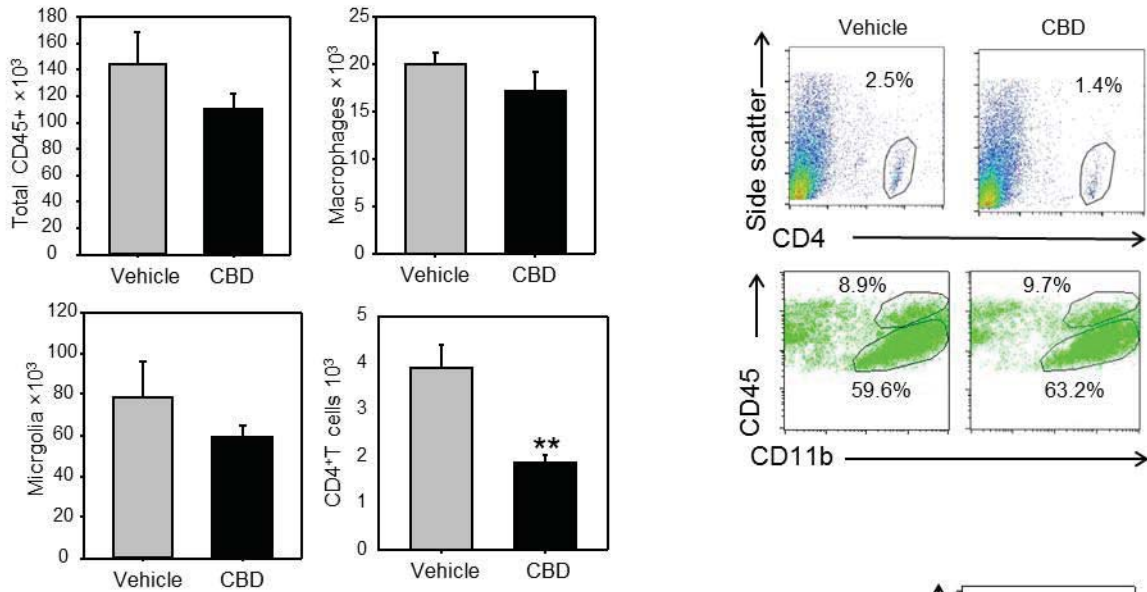 Total CD45+ ×10³
180
160
140
120
100
80
60
40
20
0
Vehicle CBD
Macrophages ×10³
25
20
15
10
5
0
Vehicle CBD
Micrgolia ×10³
120
100
80
60
40
20
0
Vehicle CBD
CD4⁺T cells 10³
5
4
3
2
1
0
**
Vehicle CBD
Vehicle CBD
Side scatter
2.5% 1.4%
CD4
CD45
8.9% 9.7%
59.6% 63.2%
CD11b